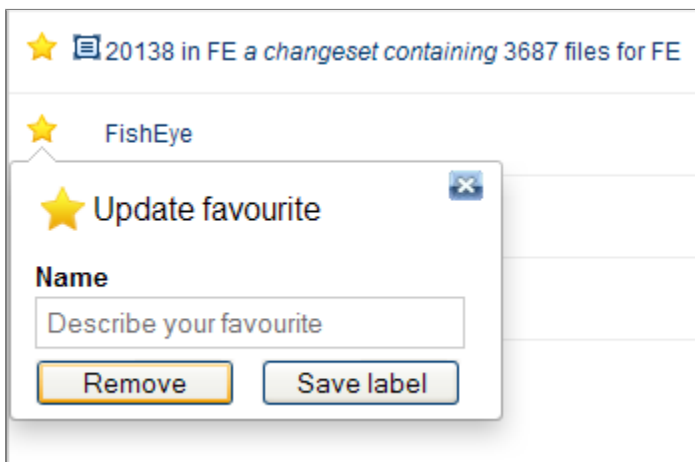 20138 in FE a changeset containing 3687 files for FE
FishEye
Update favourite
Name
Describe your favourite
Remove Save label